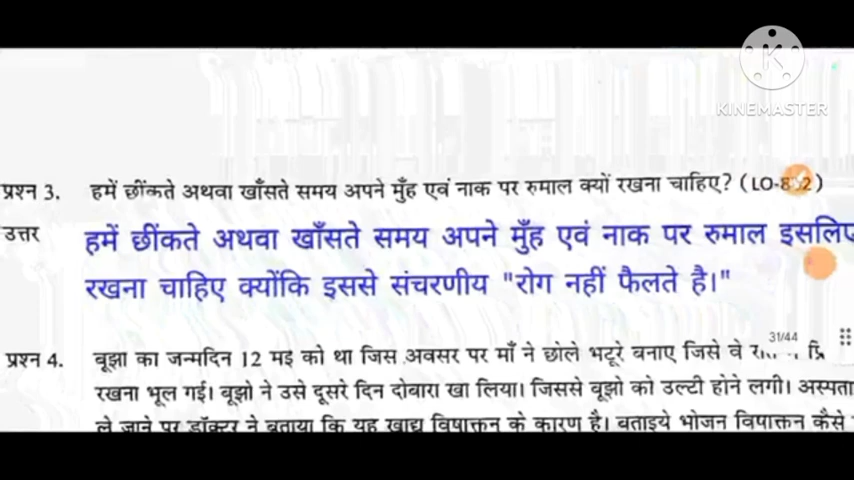 KINEMASTER
प्रश्न 3. हमें छींकते अथवा खाँसते समय अपने मुँह एवं नाक पर रुमाल क्यों रखना चाहिए? (LO-8 2)
उत्तर हमें छींकते अथवा खाँसते समय अपने मुँह एवं नाक पर रुमाल इसलिए
रखना चाहिए क्योंकि इससे संचरणीय "रोग नहीं फैलते है।"
31/44
प्रश्न 4. बूझा का जन्मदिन 12 मइ को था जिस अवसर पर माँ ने छोले भटूरे बनाए जिसे वे
रखना भूल गई। बूझो ने उसे दूसरे दिन दोबारा खा लिया। जिससे बूझो को उल्टी होने लगी। अस्पता
ले जाने पर डॉक्टर ने बताया कि यह खाद्य विषाक्तन के कारण है। बताइये भोजन विषाक्तन कैसे